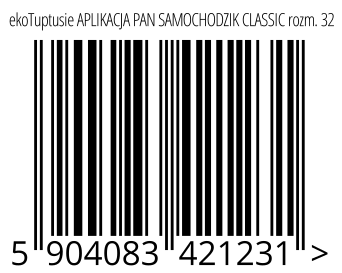 ekoTuptusie APLIKACJA PAN SAMOCHODZIK CLASSIC rozm. 32
5 904083 421231 >